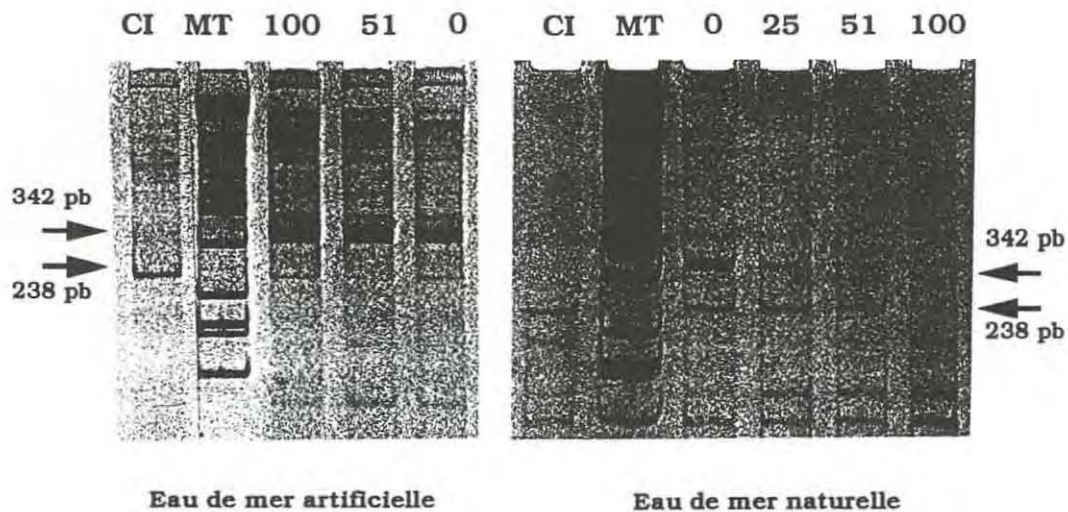 CI MT 100 51 0
CI MT 0 25 51 100
342 pb
238 pb
342 pb
238 pb
Eau de mer artificielle
Eau de mer naturelle